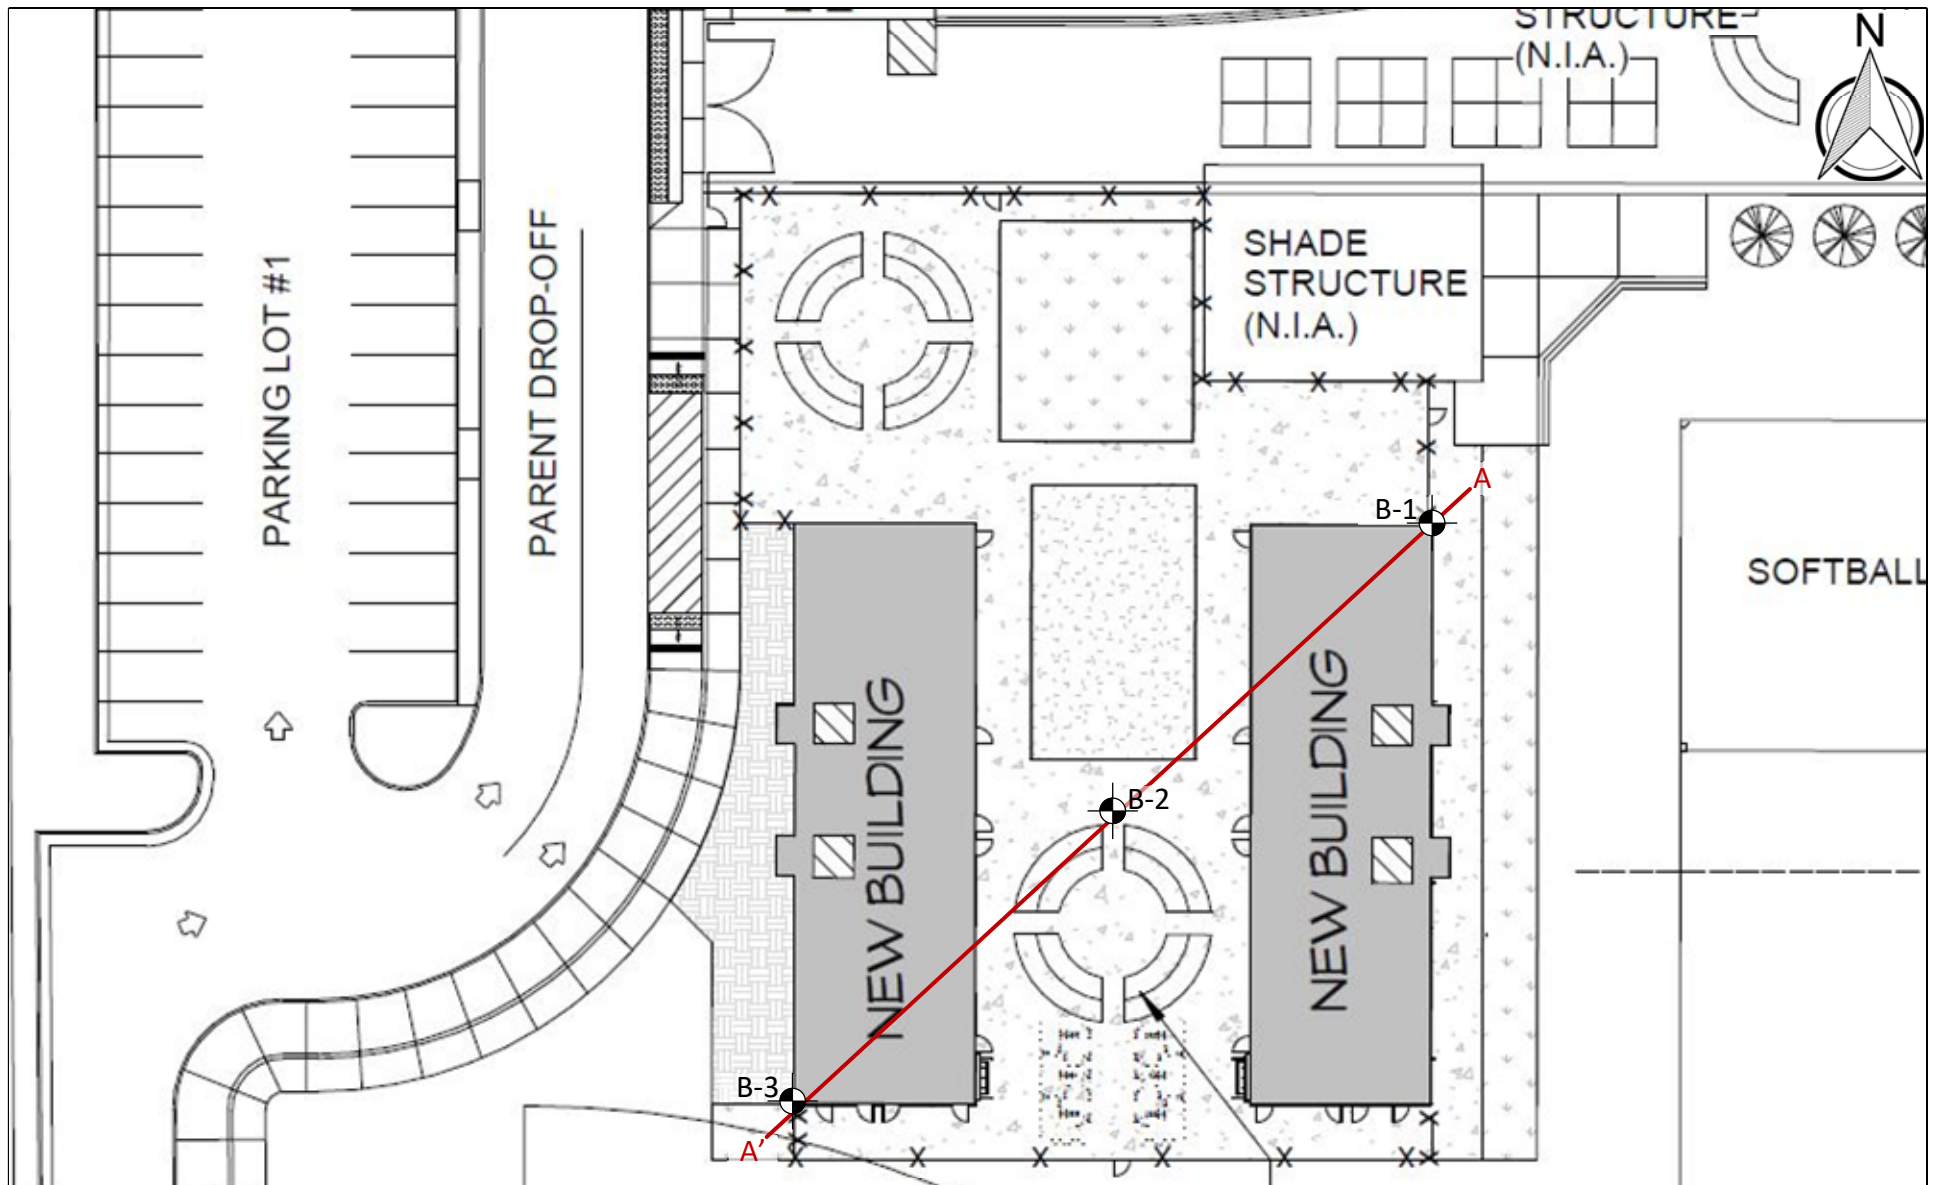 STRUCTURE
(N.I.A.)
N
SHADE
STRUCTURE
(N.I.A.)
PARKING LOT #1
PARENT DROP-OFF
A
B-1
SOFTBALL
NEW BUILDING
NEW BUILDING
B-2
B-3
A'